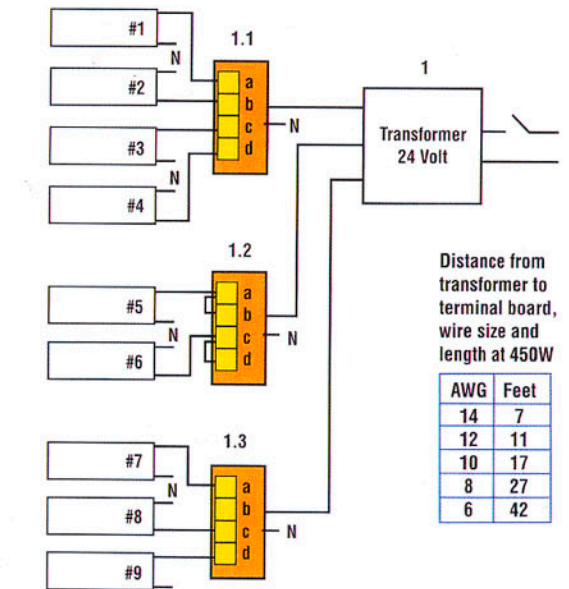 #1
N
#2
#3
N
#4
1.1
a
b
c
d
N
1
Transformer
24 Volt
1.2
#5
N
#6
a
b
c
d
N
1.3
#7
N
#8
#9
a
b
c
d
N
Distance from
transformer to
terminal board,
wire size and
length at 450W
AWG Feet
14 7
12 11
10 17
8 27
6 42